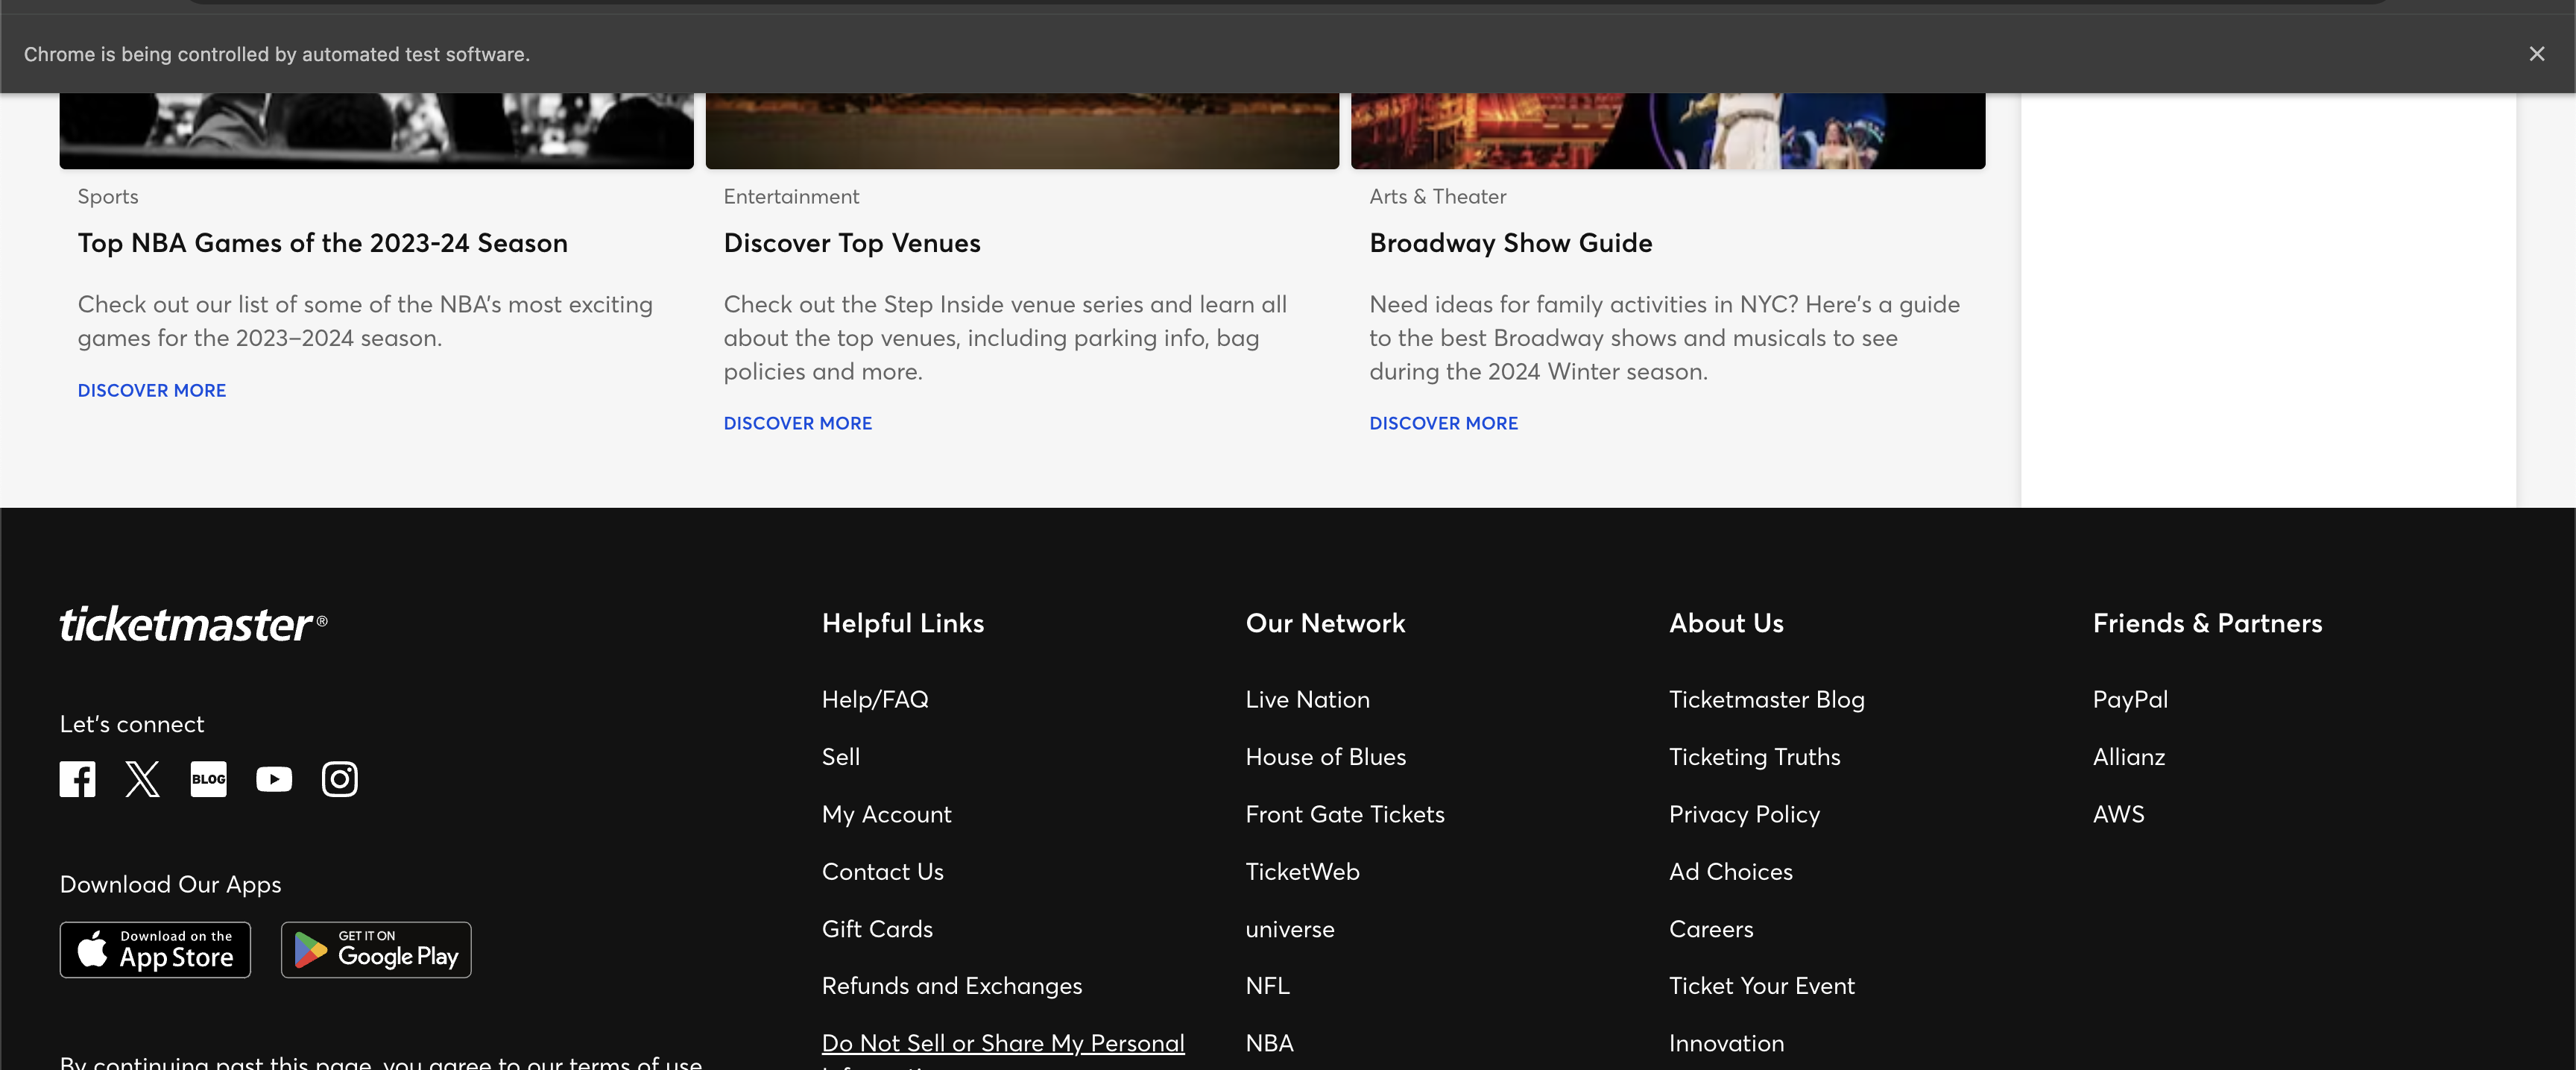 Chrome is being controlled by automated test software.
Sports
Top NBA Games of the 2023-24 Season
Check out our list of some of the NBA's most exciting
games for the 2023–2024 season.
DISCOVER MORE
Entertainment
Discover Top Venues
Check out the Step Inside venue series and learn all
about the top venues, including parking info, bag
policies and more.
DISCOVER MORE
Arts & Theater
Broadway Show Guide
Need ideas for family activities in NYC? Here's a guide
to the best Broadway shows and musicals to see
during the 2024 Winter season.
DISCOVER MORE
ticketmaster®
Let's connect
BLOG
Download Our Apps
Download on the
App Store
GET IT ON
Google Play
By continuing past this page, you agree to our terms of use
Helpful Links
Help/FAQ
Sell
My Account
Contact Us
Gift Cards
Refunds and Exchanges
Do Not Sell or Share My Personal
Our Network
Live Nation
House of Blues
Front Gate Tickets
TicketWeb
universe
NFL
NBA
About Us
Ticketmaster Blog
Ticketing Truths
Privacy Policy
Ad Choices
Careers
Ticket Your Event
Innovation
Friends & Partners
PayPal
Allianz
AWS